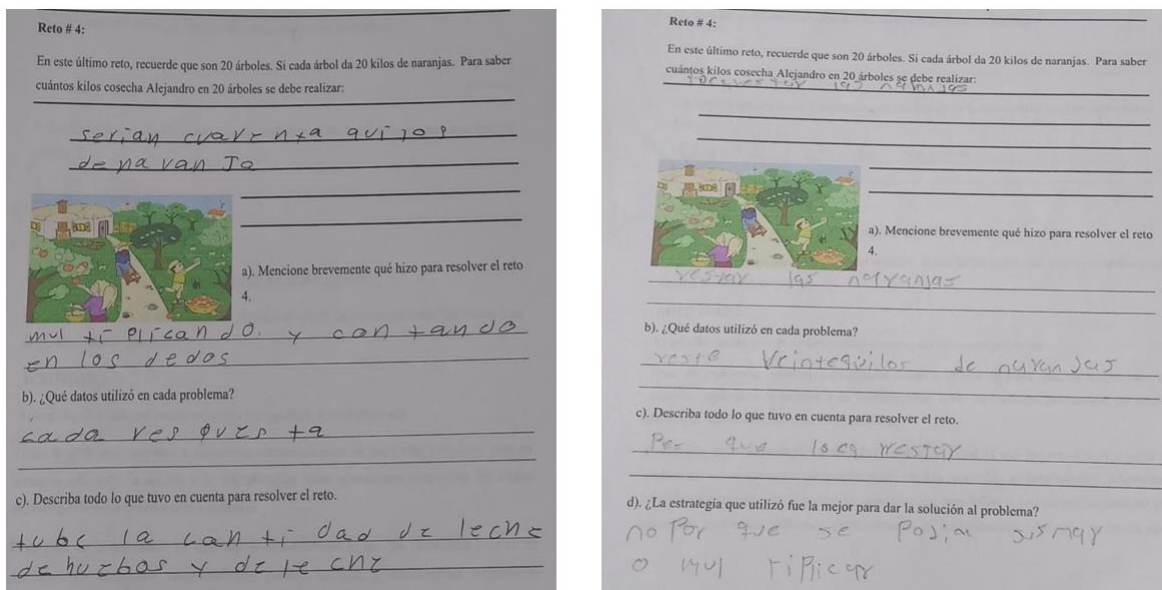 Reto # 4:
En este último reto, recuerde que son 20 árboles. Si cada árbol da 20 kilos de naranjas. Para saber
cuántos kilos cosecha Alejandro en 20 árboles se debe realizar:
serian cuarenta quilos
de naranja
a). Mencione brevemente qué hizo para resolver el reto
4.
multiplicando. y contando
en los dedos
b). ¿Qué datos utilizó en cada problema?
cada respuesta
c). Describa todo lo que tuvo en cuenta para resolver el reto.
tube la cantidad de leche
de huebos y de leche
Reto # 4:
En este último reto, recuerde que son 20 árboles. Si cada árbol da 20 kilos de naranjas. Para saber
cuántos kilos cosecha Alejandro en 20 árboles se debe realizar:
las naranjas
a). Mencione brevemente qué hizo para resolver el reto
4.
restar las naranjas
b). ¿Qué datos utilizó en cada problema?
reste Veintequilos de naranjas
c). Describa todo lo que tuvo en cuenta para resolver el reto.
que restar
d). ¿La estrategia que utilizó fue la mejor para dar la solución al problema?
no Por que se Podia
o multiplicar